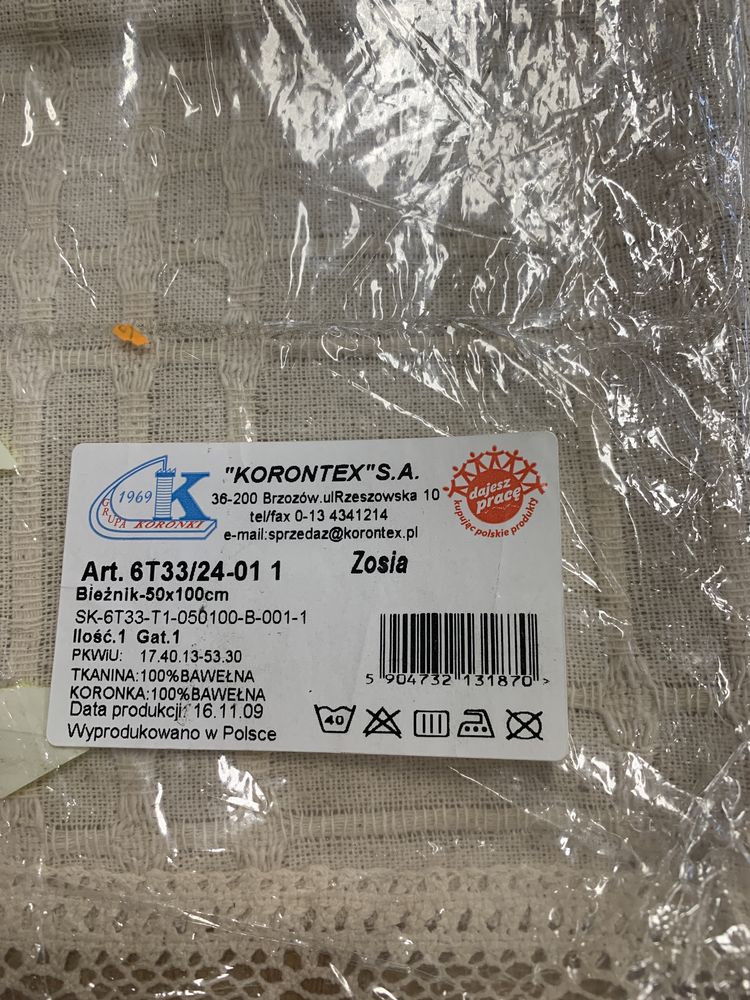 "KORONTEX"S.A.
36-200 Brzozów.ulRzeszowska 10
tel/fax 0-13 4341214
e-mail:sprzedaz@korontex.pl
1969
K
GRUPA KORONKI
dajesz
pracę
kupując polskie produkty
Art. 6T33/24-01 1
Zosia
Bieżnik-50x100cm
SK-6T33-T1-050100-B-001-1
Ilość.1 Gat.1
PKWiU: 17.40.13-53.30
TKANINA:100%BAWEŁNA
KORONKA:100%BAWEŁNA
Data produkcji: 16.11.09
Wyprodukowano w Polsce
5 904732 131870 >
40